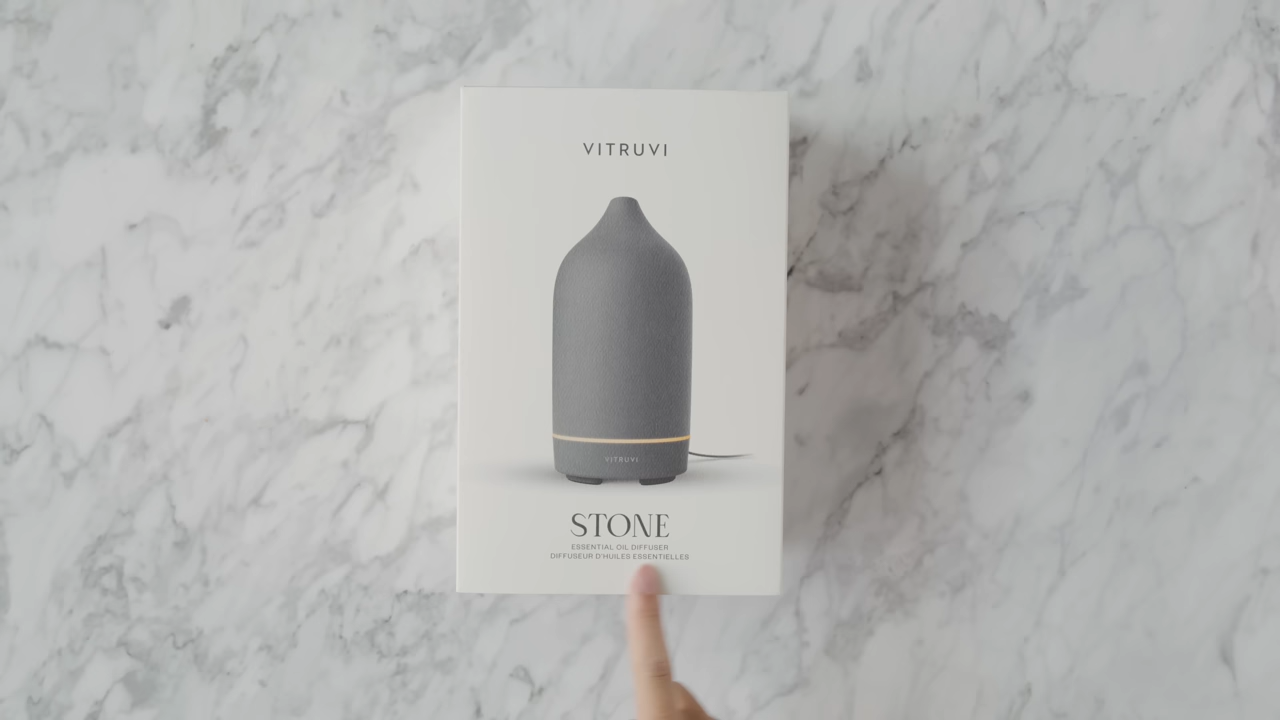 VITRUVI
VITRUVI
STONE
ESSENTIAL OIL DIFFUSER
DIFFUSEUR D'HUILES ESSENTIELLES